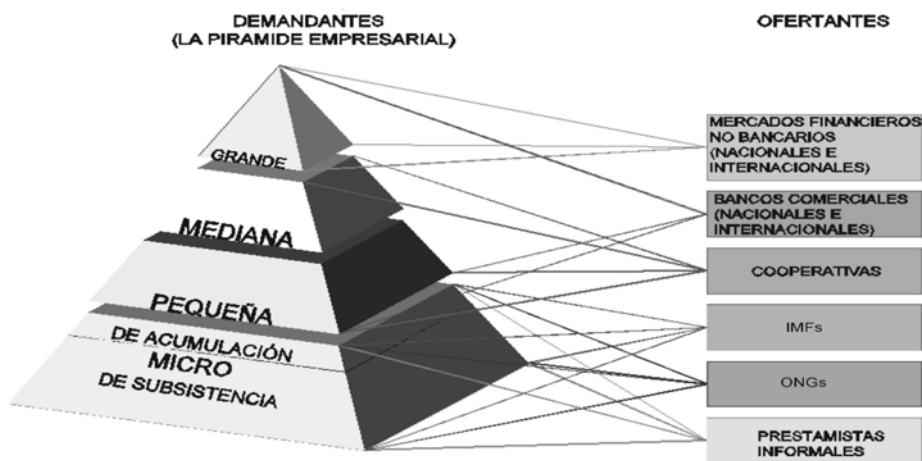 DEMANDANTES
(LA PIRAMIDE EMPRESARIAL)
OFERTANTES
GRANDE
MEDIANA
PEQUEÑA
DE ACUMULACIÓN
MICRO
DE SUBSISTENCIA
MERCADOS FINANCIEROS
NO BANCARIOS
(NACIONALES E
INTERNACIONALES)
BANCOS COMERCIALES
(NACIONALES E
INTERNACIONALES)
COOPERATIVAS
IMFs
ONGs
PRESTAMISTAS
INFORMALES